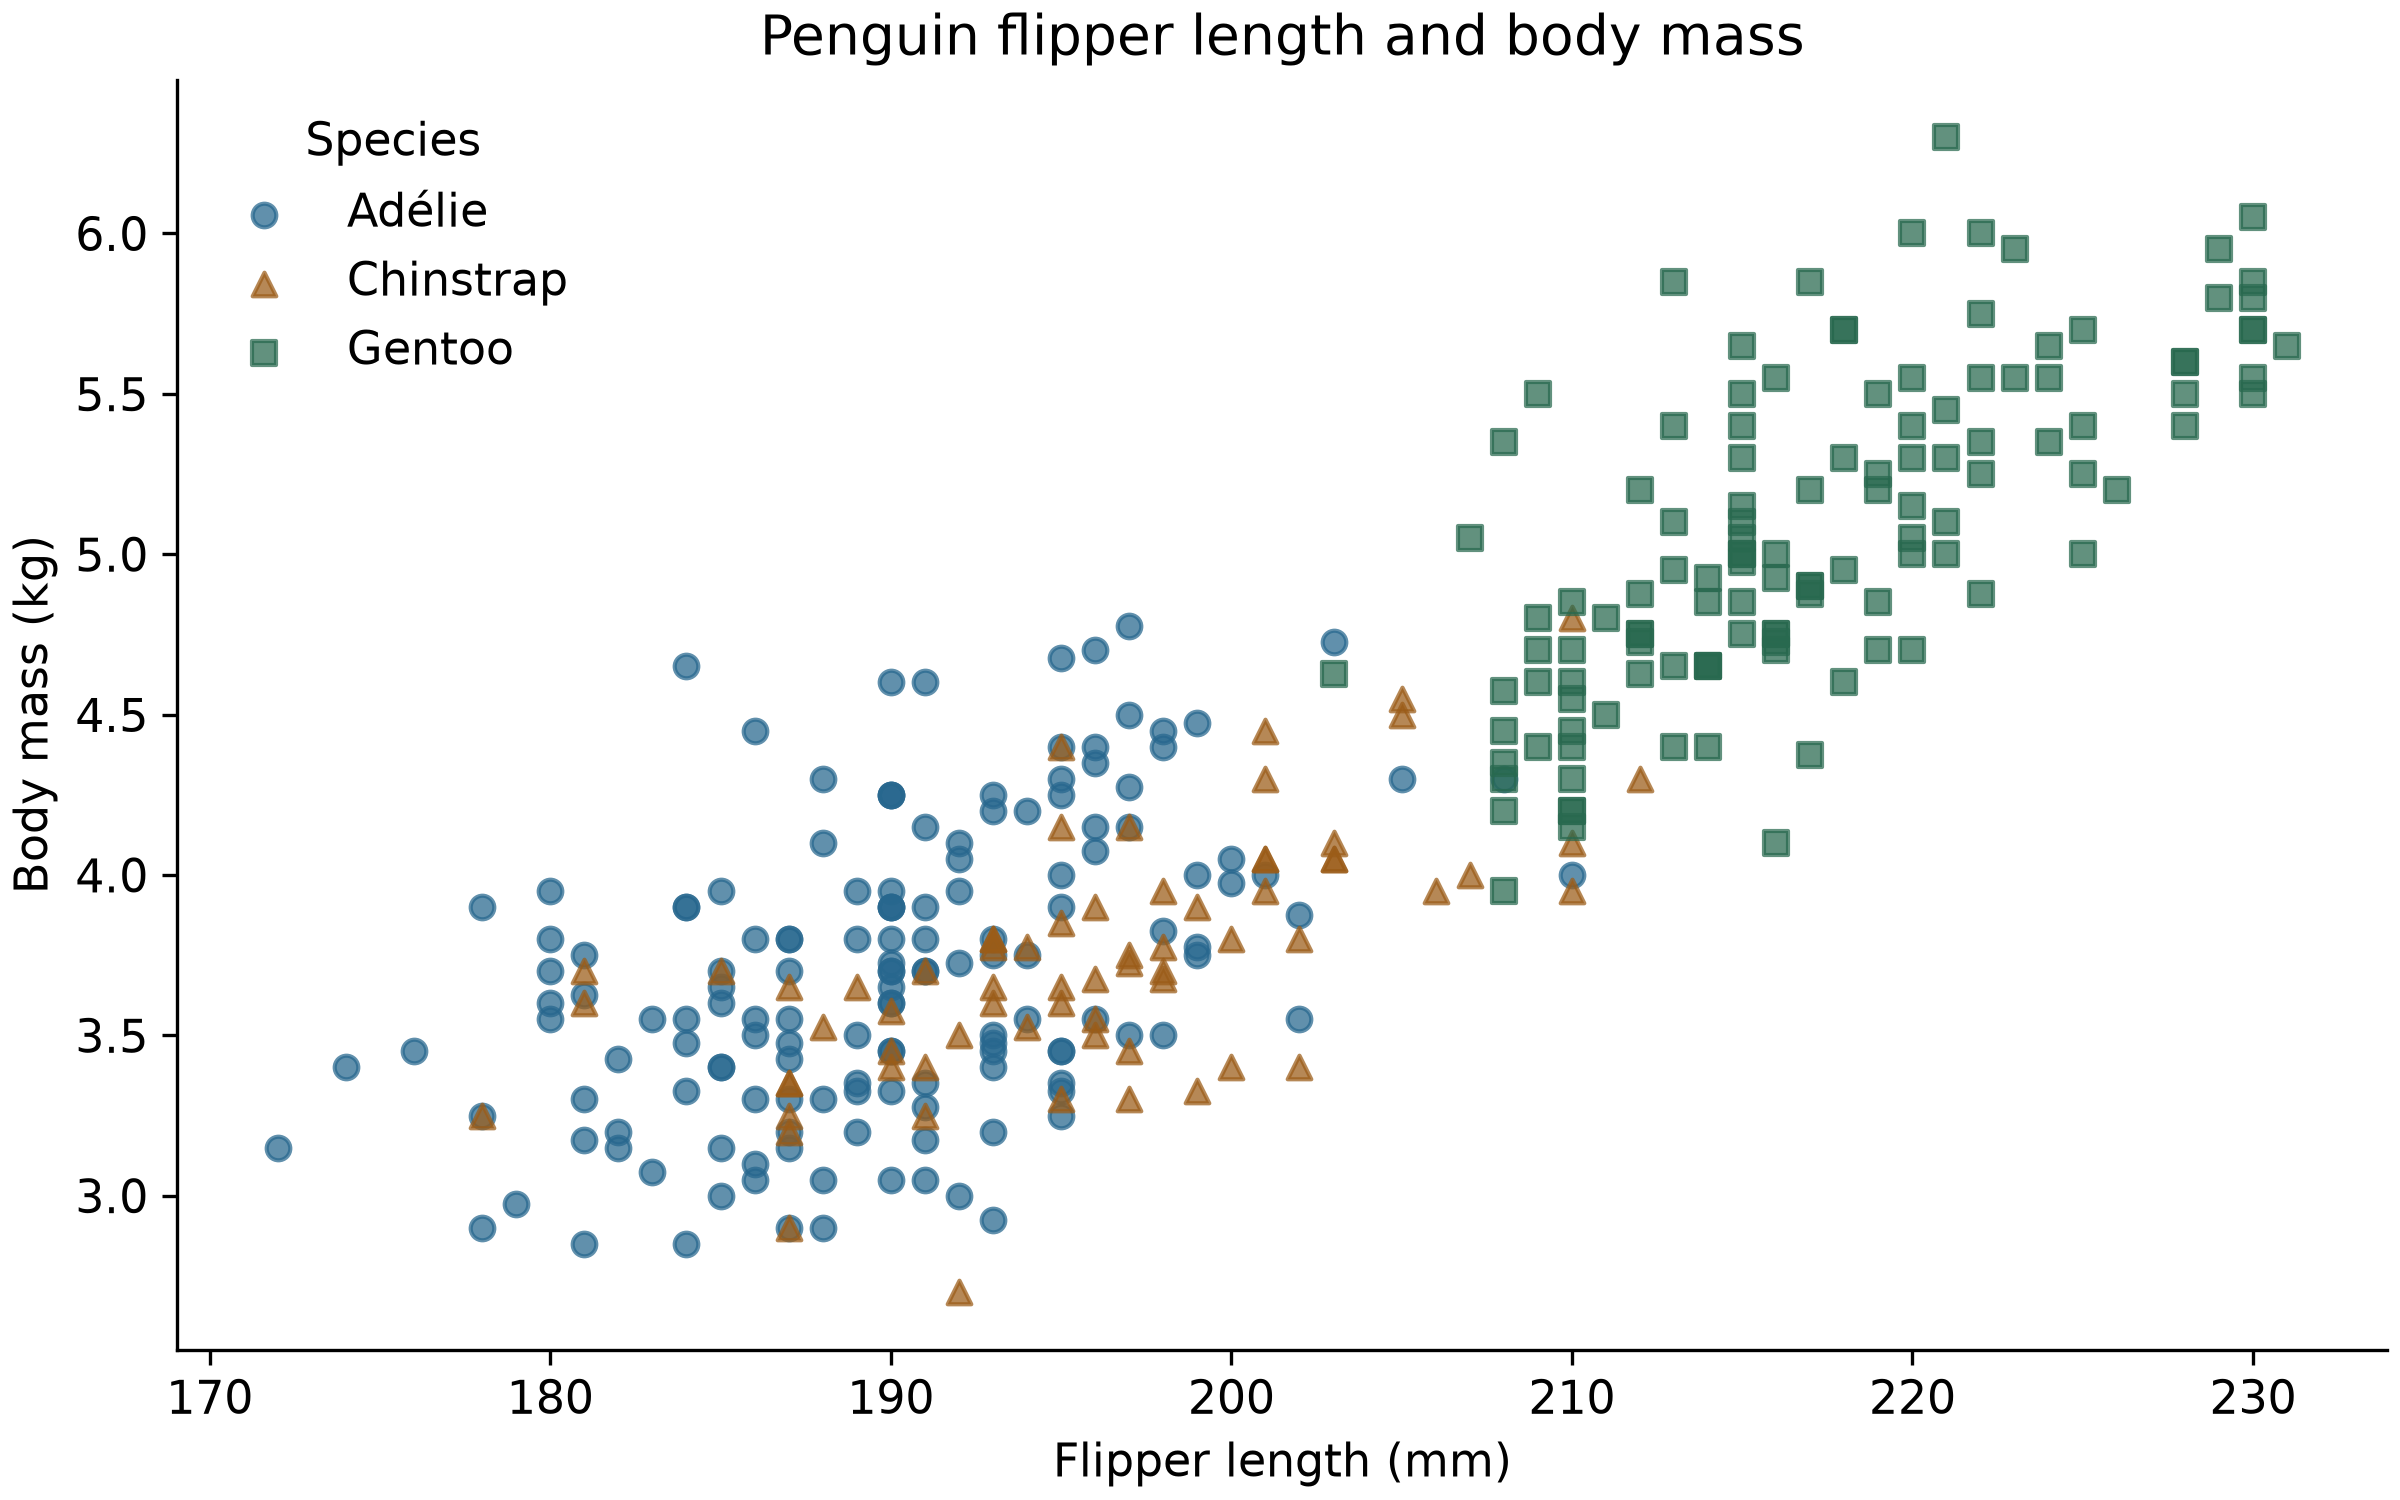 Penguin flipper length and body mass
Species
Adélie
Chinstrap
Gentoo
Body mass (kg)
6.0
5.5
5.0
4.5
4.0
3.5
3.0
170 180 190 200 210 220 230
Flipper length (mm)